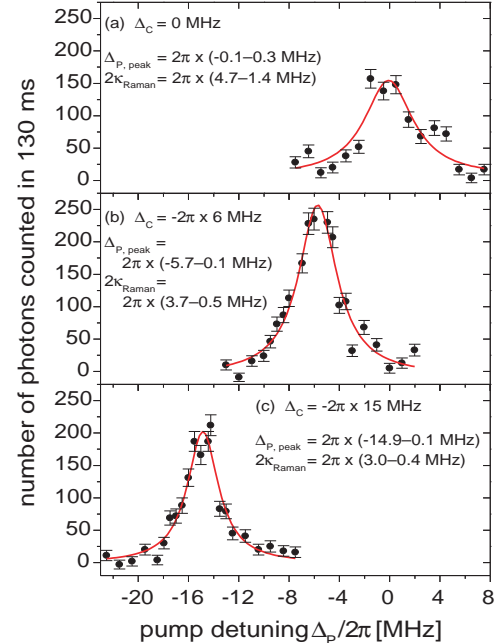 (a) Δ_C = 0 MHz
Δ_P, peak = 2π x (-0.1–0.3 MHz)
2κ_Raman = 2π x (4.7–1.4 MHz)
250
200
150
100
50
0
(b) Δ_C = -2π x 6 MHz
Δ_P, peak =
2π x (-5.7–0.1 MHz)
2κ_Raman =
2π x (3.7–0.5 MHz)
250
200
150
100
50
0
(c) Δ_C = -2π x 15 MHz
Δ_P, peak = 2π x (-14.9–0.1 MHz)
2κ_Raman = 2π x (3.0–0.4 MHz)
250
200
150
100
50
0
number of photons counted in 130 ms
-20 -16 -12 -8 -4 0 4 8
pump detuning Δ_P/2π [MHz]